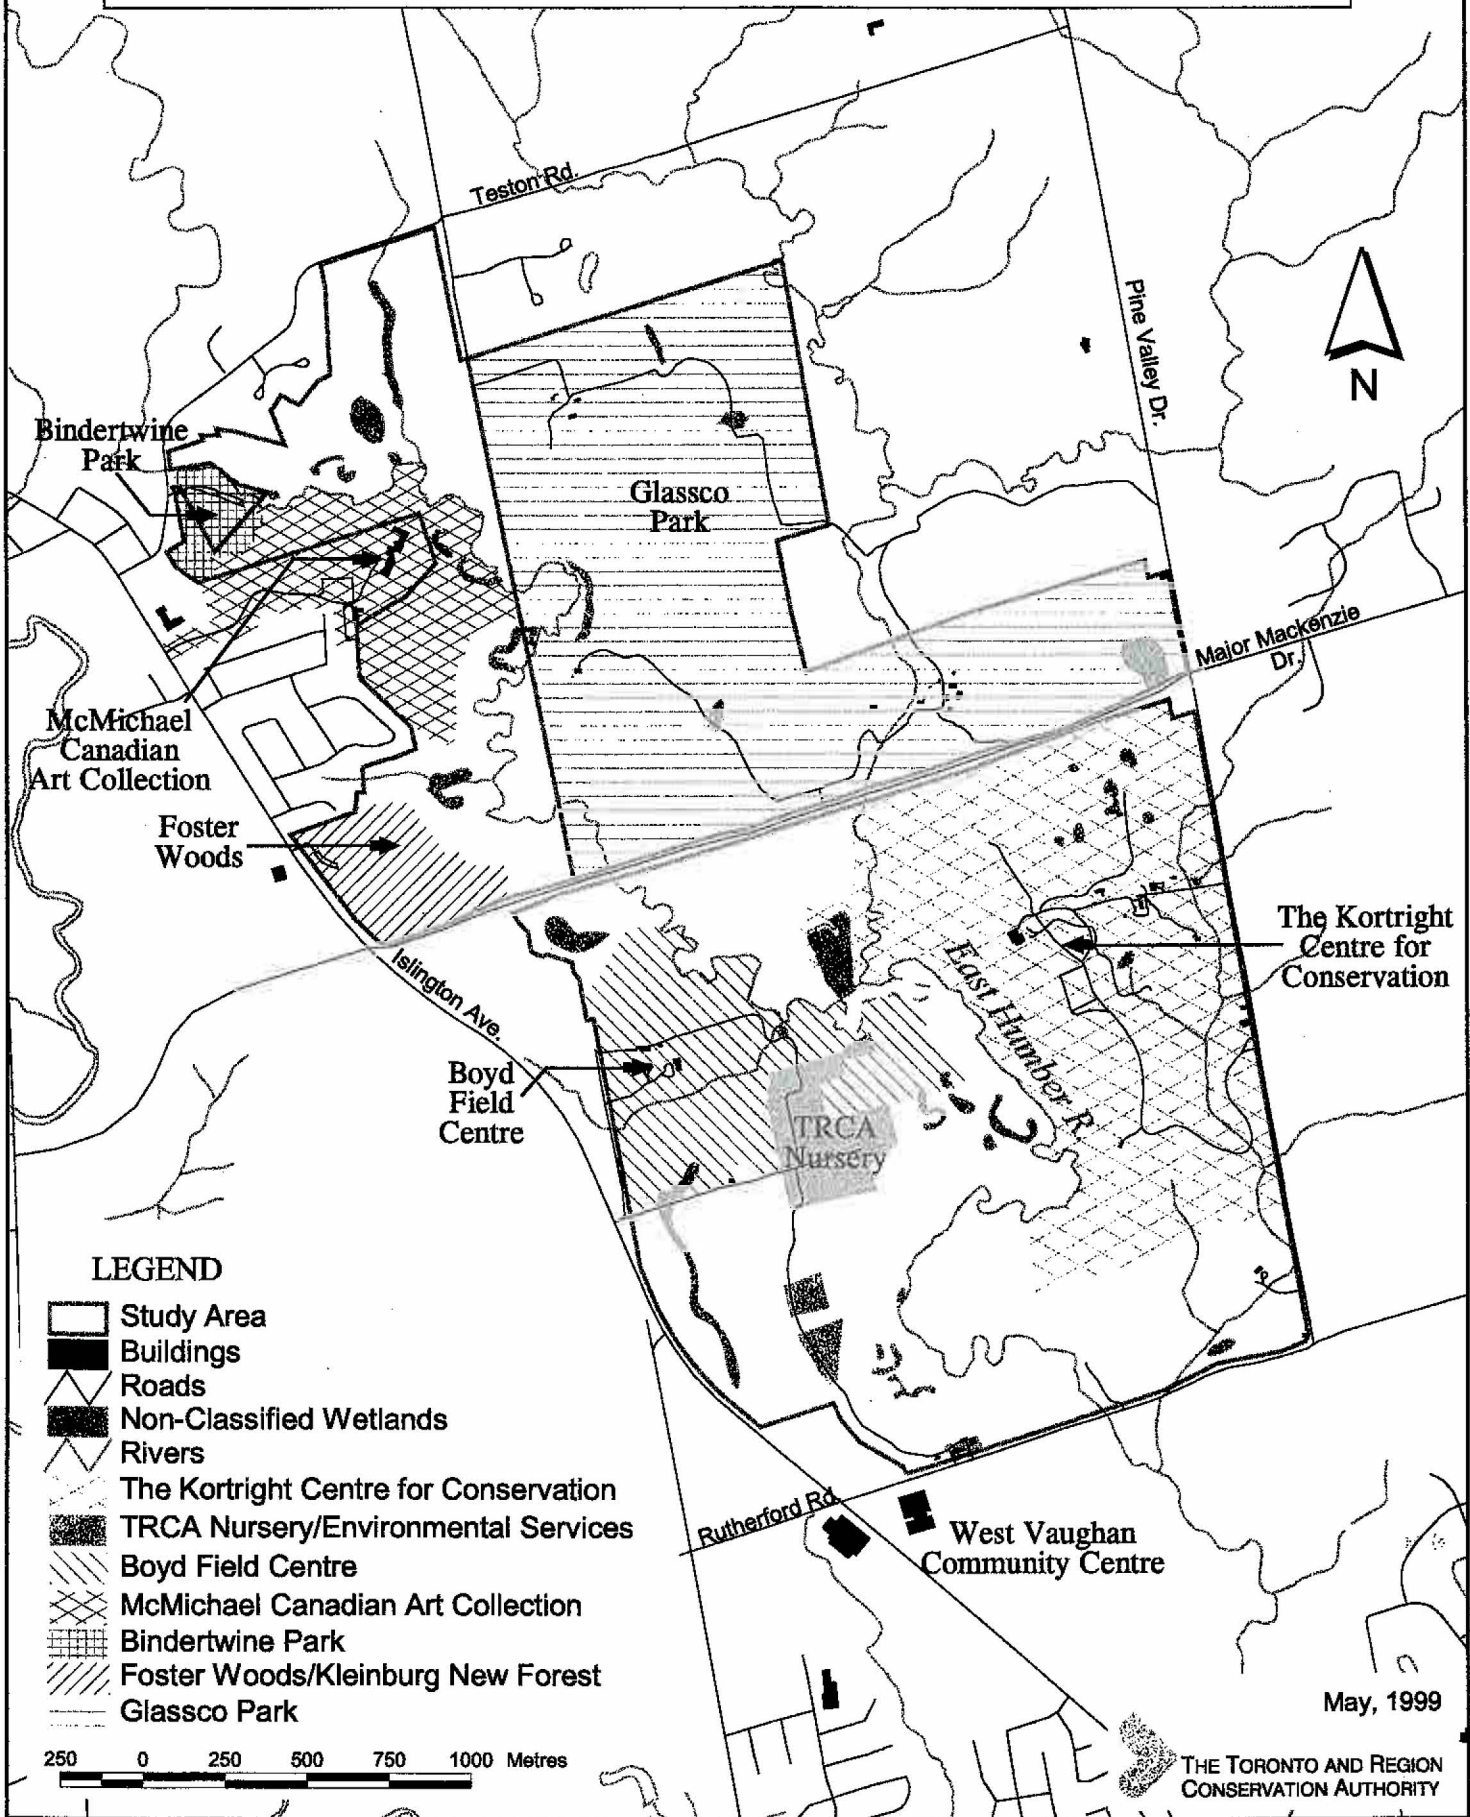 Teston Rd.
Pine Valley Dr.
N
Bindertwine
Park
Glassco
Park
Major Mackenzie
Dr.
McMichael
Canadian
Art Collection
Foster
Woods
The Kortright
Centre for
Conservation
East Humber R.
Islington Ave.
Boyd
Field
Centre
TRCA
Nursery
LEGEND
Study Area
Buildings
Roads
Non-Classified Wetlands
Rivers
The Kortright Centre for Conservation
TRCA Nursery/Environmental Services
Boyd Field Centre
McMichael Canadian Art Collection
Bindertwine Park
Foster Woods/Kleinburg New Forest
Glassco Park
Rutherford Rd.
West Vaughan
Community Centre
May, 1999
250 0 250 500 750 1000 Metres
THE TORONTO AND REGION
CONSERVATION AUTHORITY